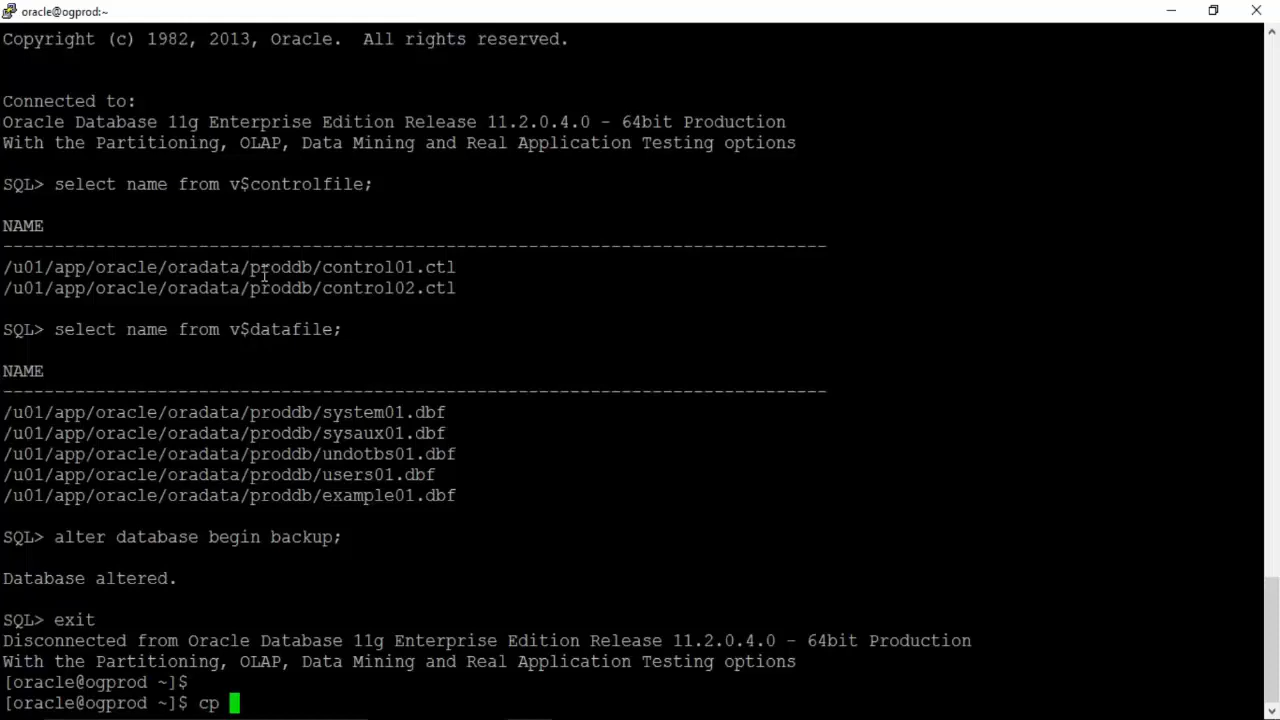 oracle@ogprod:~
Copyright (c) 1982, 2013, Oracle.  All rights reserved.
Connected to:
Oracle Database 11g Enterprise Edition Release 11.2.0.4.0 - 64bit Production
With the Partitioning, OLAP, Data Mining and Real Application Testing options
SQL> select name from v$controlfile;
NAME
--------------------------------------------------------------------------------
/u01/app/oracle/oradata/proddb/control01.ctl
/u01/app/oracle/oradata/proddb/control02.ctl
SQL> select name from v$datafile;
NAME
--------------------------------------------------------------------------------
/u01/app/oracle/oradata/proddb/system01.dbf
/u01/app/oracle/oradata/proddb/sysaux01.dbf
/u01/app/oracle/oradata/proddb/undotbs01.dbf
/u01/app/oracle/oradata/proddb/users01.dbf
/u01/app/oracle/oradata/proddb/example01.dbf
SQL> alter database begin backup;
Database altered.
SQL> exit
Disconnected from Oracle Database 11g Enterprise Edition Release 11.2.0.4.0 - 64bit Production
With the Partitioning, OLAP, Data Mining and Real Application Testing options
[oracle@ogprod ~]$
[oracle@ogprod ~]$ cp